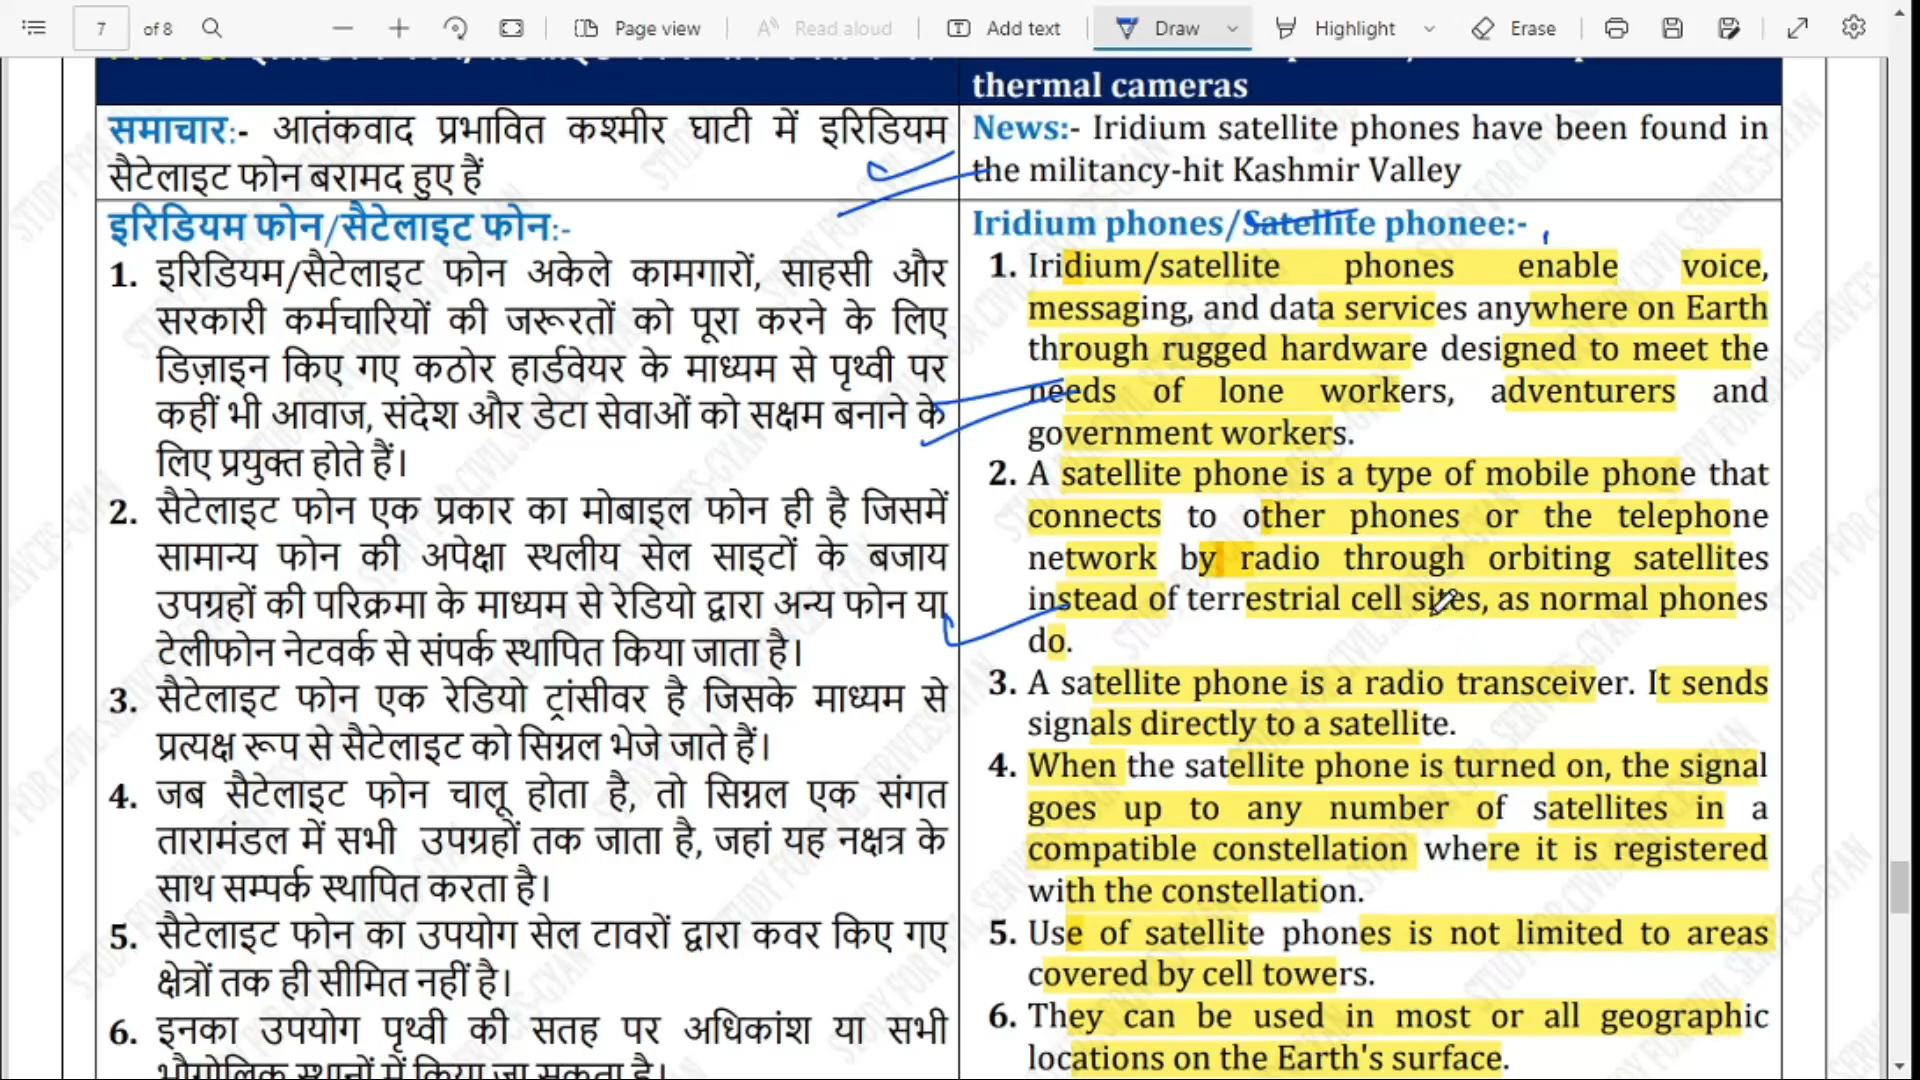 7 of 8 Page view Read aloud Add text Draw Highlight Erase
thermal cameras
समाचार:- आतंकवाद प्रभावित कश्मीर घाटी में इरिडियम
सैटेलाइट फोन बरामद हुए हैं
News:- Iridium satellite phones have been found in
the militancy-hit Kashmir Valley
इरिडियम फोन/सैटेलाइट फोन:-
1. इरिडियम/सैटेलाइट फोन अकेले कामगारों, साहसी और
सरकारी कर्मचारियों की जरूरतों को पूरा करने के लिए
डिज़ाइन किए गए कठोर हार्डवेयर के माध्यम से पृथ्वी पर
कहीं भी आवाज, संदेश और डेटा सेवाओं को सक्षम बनाने के
लिए प्रयुक्त होते हैं।
2. सैटेलाइट फोन एक प्रकार का मोबाइल फोन ही है जिसमें
सामान्य फोन की अपेक्षा स्थलीय सेल साइटों के बजाय
उपग्रहों की परिक्रमा के माध्यम से रेडियो द्वारा अन्य फोन या
टेलीफोन नेटवर्क से संपर्क स्थापित किया जाता है।
3. सैटेलाइट फोन एक रेडियो ट्रांसीवर है जिसके माध्यम से
प्रत्यक्ष रूप से सैटेलाइट को सिग्नल भेजे जाते हैं।
4. जब सैटेलाइट फोन चालू होता है, तो सिग्नल एक संगत
तारामंडल में सभी उपग्रहों तक जाता है, जहां यह नक्षत्र के
साथ सम्पर्क स्थापित करता है।
5. सैटेलाइट फोन का उपयोग सेल टावरों द्वारा कवर किए गए
क्षेत्रों तक ही सीमित नहीं है।
6. इनका उपयोग पृथ्वी की सतह पर अधिकांश या सभी
भौगोलिक स्थानों में किया जा सकता है।
Iridium phones/Satellite phonee:-
1. Iridium/satellite phones enable voice,
messaging, and data services anywhere on Earth
through rugged hardware designed to meet the
needs of lone workers, adventurers and
government workers.
2. A satellite phone is a type of mobile phone that
connects to other phones or the telephone
network by radio through orbiting satellites
instead of terrestrial cell sites, as normal phones
do.
3. A satellite phone is a radio transceiver. It sends
signals directly to a satellite.
4. When the satellite phone is turned on, the signal
goes up to any number of satellites in a
compatible constellation where it is registered
with the constellation.
5. Use of satellite phones is not limited to areas
covered by cell towers.
6. They can be used in most or all geographic
locations on the Earth's surface.